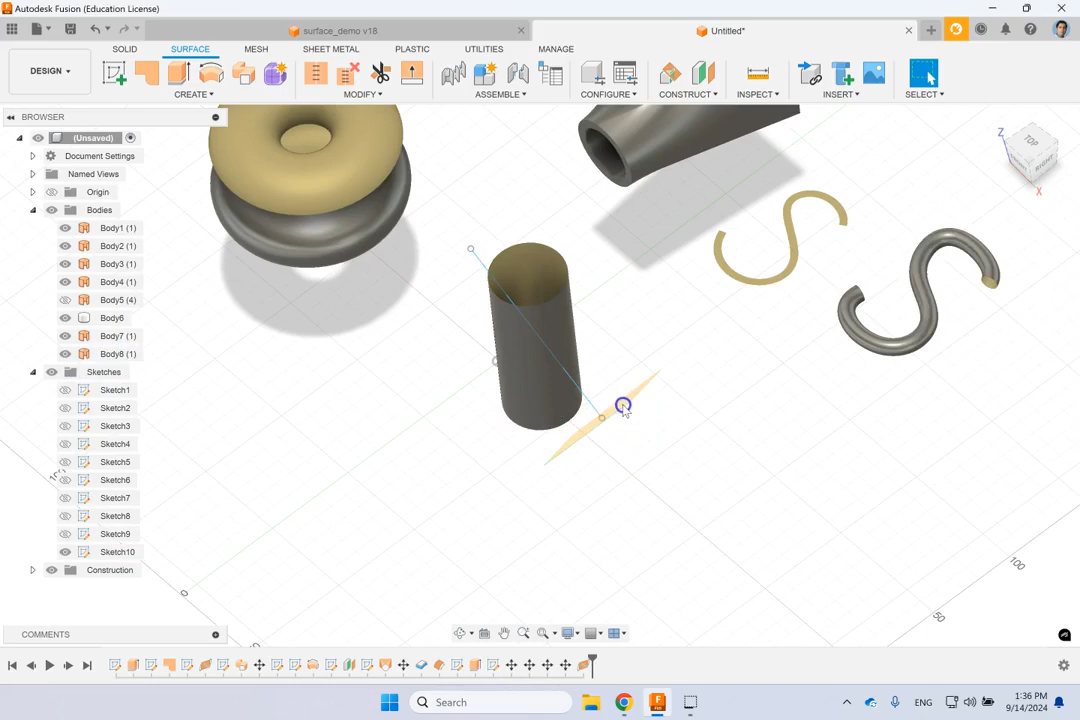 Autodesk Fusion (Education License)
surface_demo v18
Untitled*
SOLID SURFACE MESH SHEET METAL PLASTIC UTILITIES MANAGE
DESIGN
CREATE MODIFY ASSEMBLE CONFIGURE CONSTRUCT INSPECT INSERT SELECT
BROWSER
(Unsaved)
Document Settings
Named Views
Origin
Bodies
Body1 (1)
Body2 (1)
Body3 (1)
Body4 (1)
Body5 (4)
Body6
Body7 (1)
Body8 (1)
Sketches
Sketch1
Sketch2
Sketch3
Sketch4
Sketch5
Sketch6
Sketch7
Sketch8
Sketch9
Sketch10
Construction
TOP
RIGHT
Z
X
100
50
0
COMMENTS
Search
ENG
1:36 PM
9/14/2024